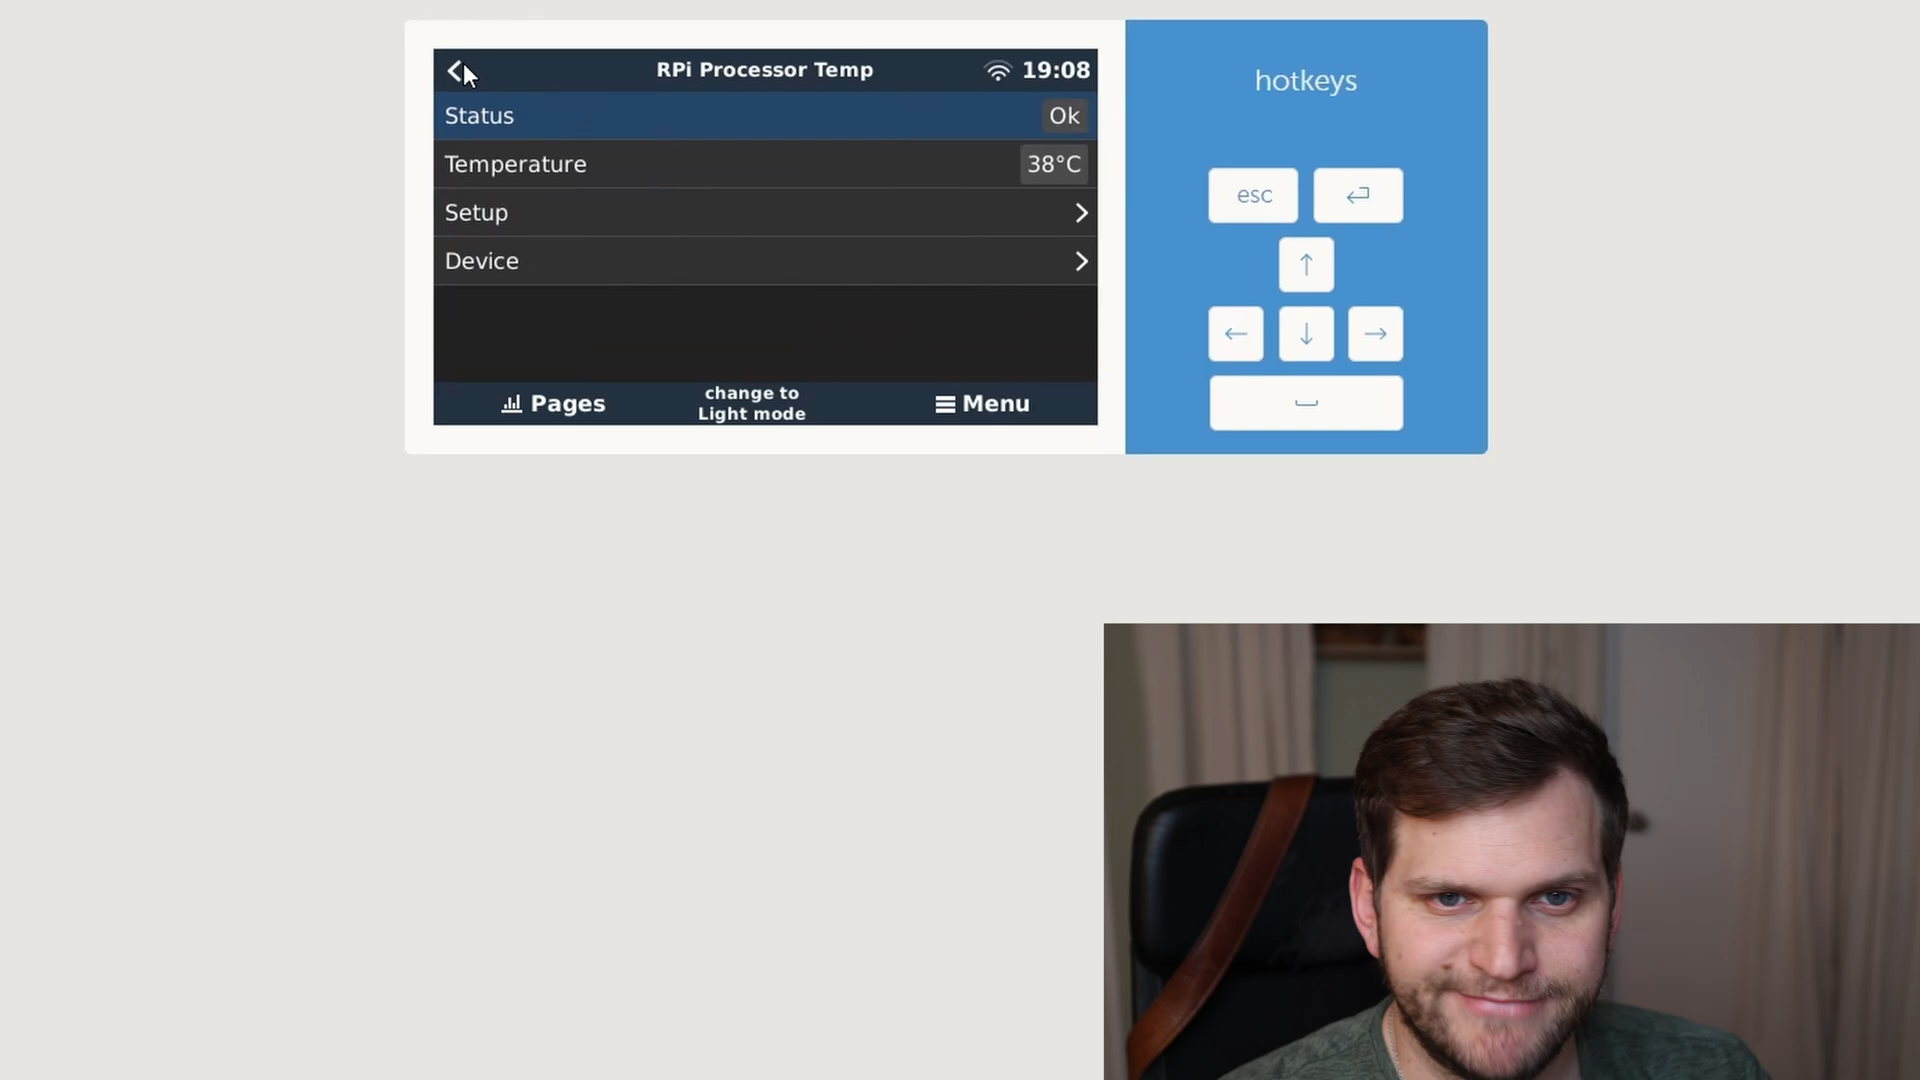 RPi Processor Temp
19:08
Status
Ok
Temperature
38°C
Setup
Device
Pages
change to
Light mode
Menu
hotkeys
esc